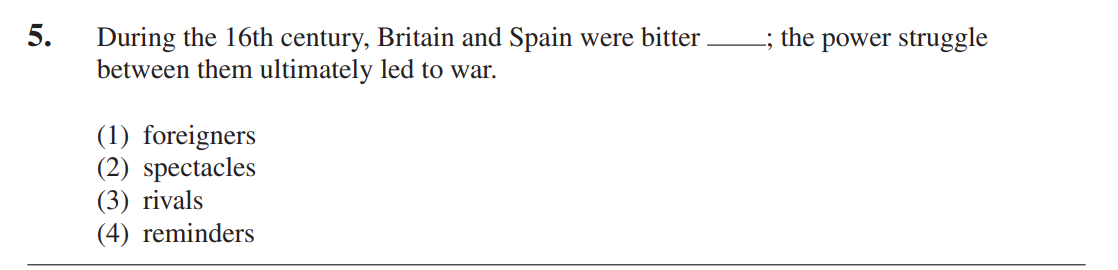 5. During the 16th century, Britain and Spain were bitter ____; the power struggle
between them ultimately led to war.
(1) foreigners
(2) spectacles
(3) rivals
(4) reminders